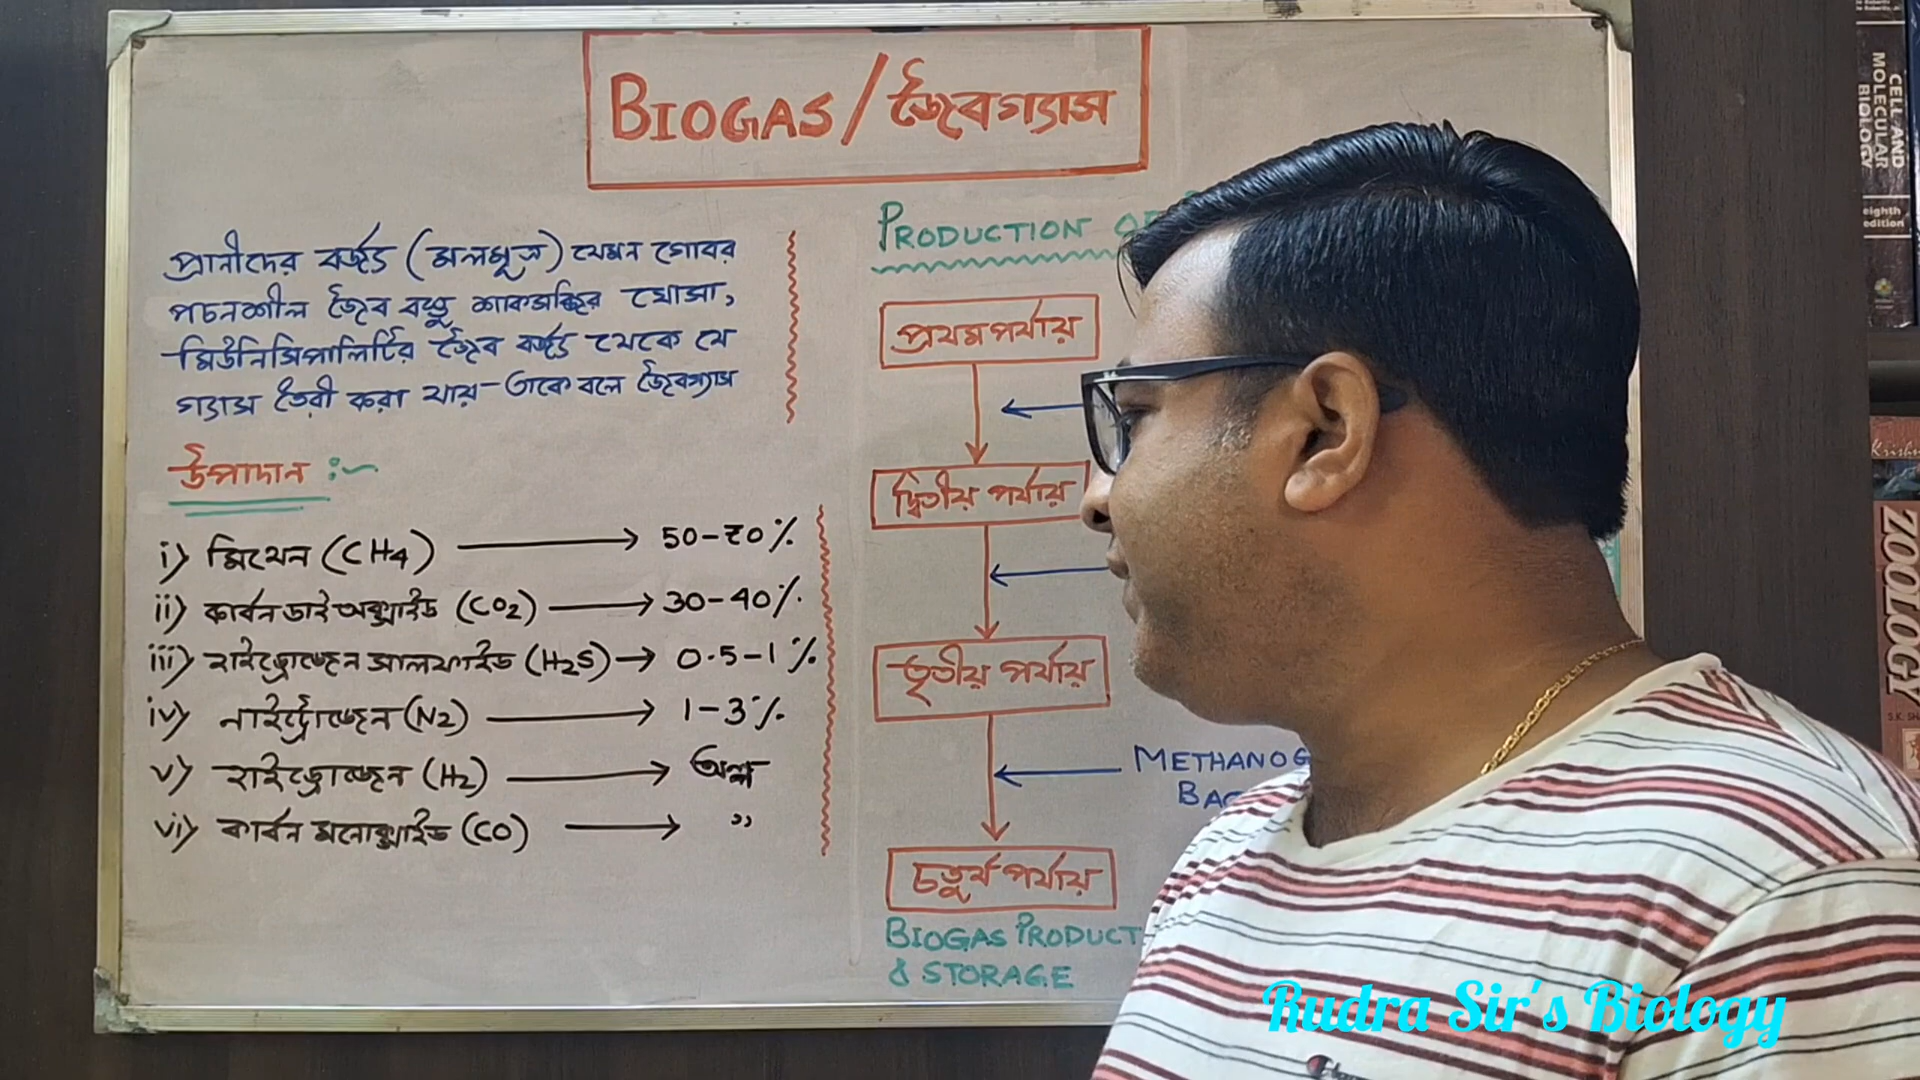 BIOGAS / জৈবগ্যাস
প্রানীদের বর্জ্য (মলমূত্র) যেমন গোবর
পচনশীল জৈব বস্তু শাকসব্জির খোসা,
মিউনিসিপালিটির জৈব বর্জ্য থেকে যে
গ্যাস তৈরী করা যায় - তাকে বলে জৈবগ্যাস
উপাদান :-
i) মিথেন (CH4) → 50-70%
ii) কার্বন ডাই অক্সাইড (CO2) → 30-40%
iii) হাইড্রোজেন সালফাইড (H2S) → 0.5-1%
iv) নাইট্রোজেন (N2) → 1-3%
v) হাইড্রোজেন (H2) → অল্প
vi) কার্বন মনোক্সাইড (CO) → ,,
PRODUCTION
প্রথম পর্যায়
দ্বিতীয় পর্যায়
তৃতীয় পর্যায়
METHANOG
চতুর্থ পর্যায়
BIOGAS PRODUCT
& STORAGE
CELL AND
MOLECULAR
BIOLOGY
eighth
edition
Krishn
ZOOLOGY
Rudra Sir's Biology